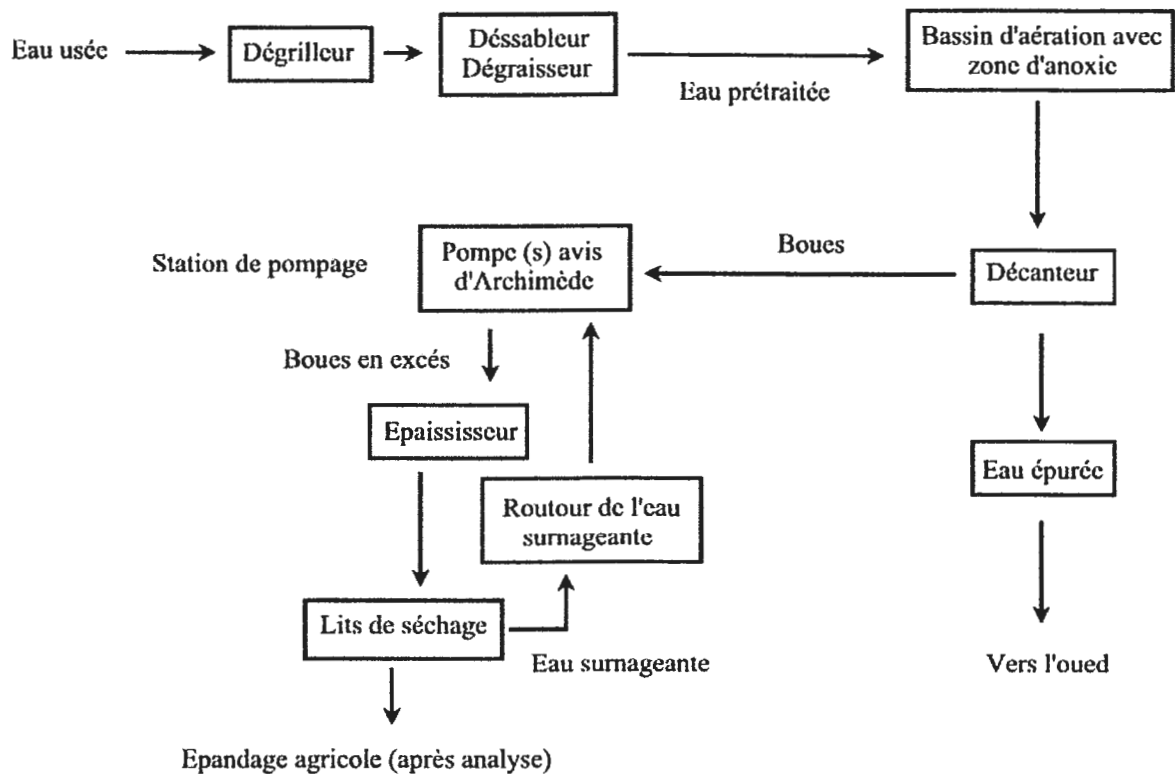 Eau usée
Dégrilleur
Déssableur
Dégraisseur
Eau prétraitée
Bassin d'aération avec
zone d'anoxic
Station de pompage
Pompe (s) avis
d'Archimède
Boues
Décanteur
Boues en excés
Epaississeur
Routour de l'eau
surnageante
Eau épurée
Lits de séchage
Eau surnageante
Vers l'oued
Epandage agricole (après analyse)